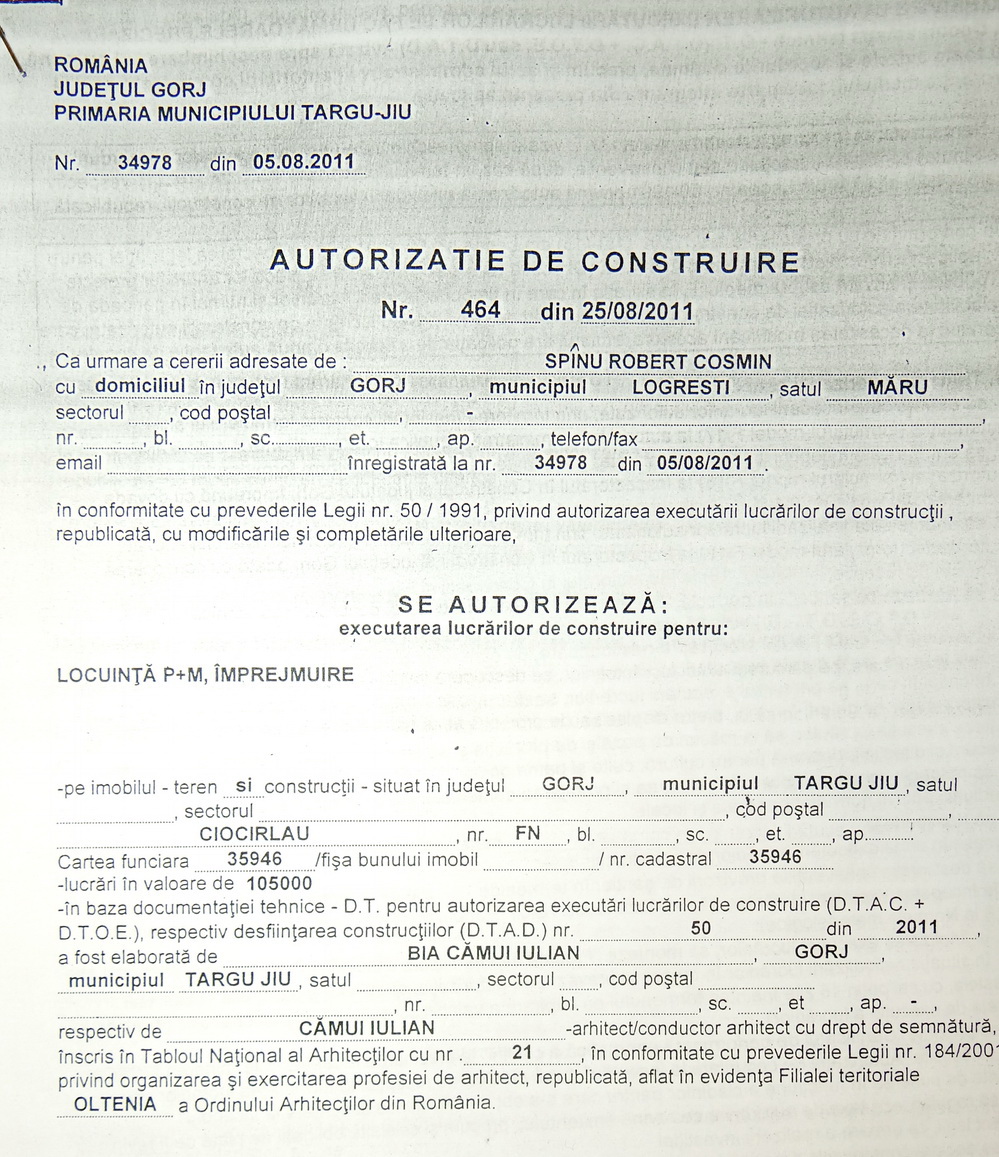 ROMÂNIA
JUDEŢUL GORJ
PRIMARIA MUNICIPIULUI TARGU-JIU
Nr. 34978 din 05.08.2011
AUTORIZATIE DE CONSTRUIRE
Nr. 464 din 25/08/2011
Ca urmare a cererii adresate de : SPÎNU ROBERT COSMIN
cu domiciliul în judeţul GORJ , municipiul LOGRESTI , satul MĂRU
sectorul , cod poştal , - ,
nr. , bl. , sc. , et. , ap. , telefon/fax ,
email înregistrată la nr. 34978 din 05/08/2011 .
în conformitate cu prevederile Legii nr. 50 / 1991, privind autorizarea executării lucrărilor de construcţii ,
republicată, cu modificările şi completările ulterioare,
SE AUTORIZEAZĂ:
executarea lucrărilor de construire pentru:
LOCUINŢĂ P+M, ÎMPREJMUIRE
-pe imobilul - teren si construcţii - situat în judeţul GORJ , municipiul TARGU JIU , satul
, sectorul , cod poştal ,
CIOCIRLAU , nr. FN , bl. , sc. , et. , ap.
Cartea funciara 35946 /fişa bunului imobil / nr. cadastral 35946
-lucrări în valoare de 105000
-în baza documentaţiei tehnice - D.T. pentru autorizarea executări lucrărilor de construire (D.T.A.C. +
D.T.O.E.), respectiv desfiinţarea construcţiilor (D.T.A.D.) nr. 50 din 2011 ,
a fost elaborată de BIA CĂMUI IULIAN , GORJ ,
municipiul TARGU JIU , satul , sectorul , cod poştal
, nr. , bl. , sc. , et , ap. - ,
respectiv de CĂMUI IULIAN -arhitect/conductor arhitect cu drept de semnătură,
înscris în Tabloul Naţional al Arhitecţilor cu nr . 21 , în conformitate cu prevederile Legii nr. 184/2001
privind organizarea şi exercitarea profesiei de arhitect, republicată, aflat în evidenţa Filialei teritoriale
OLTENIA a Ordinului Arhitecţilor din România.